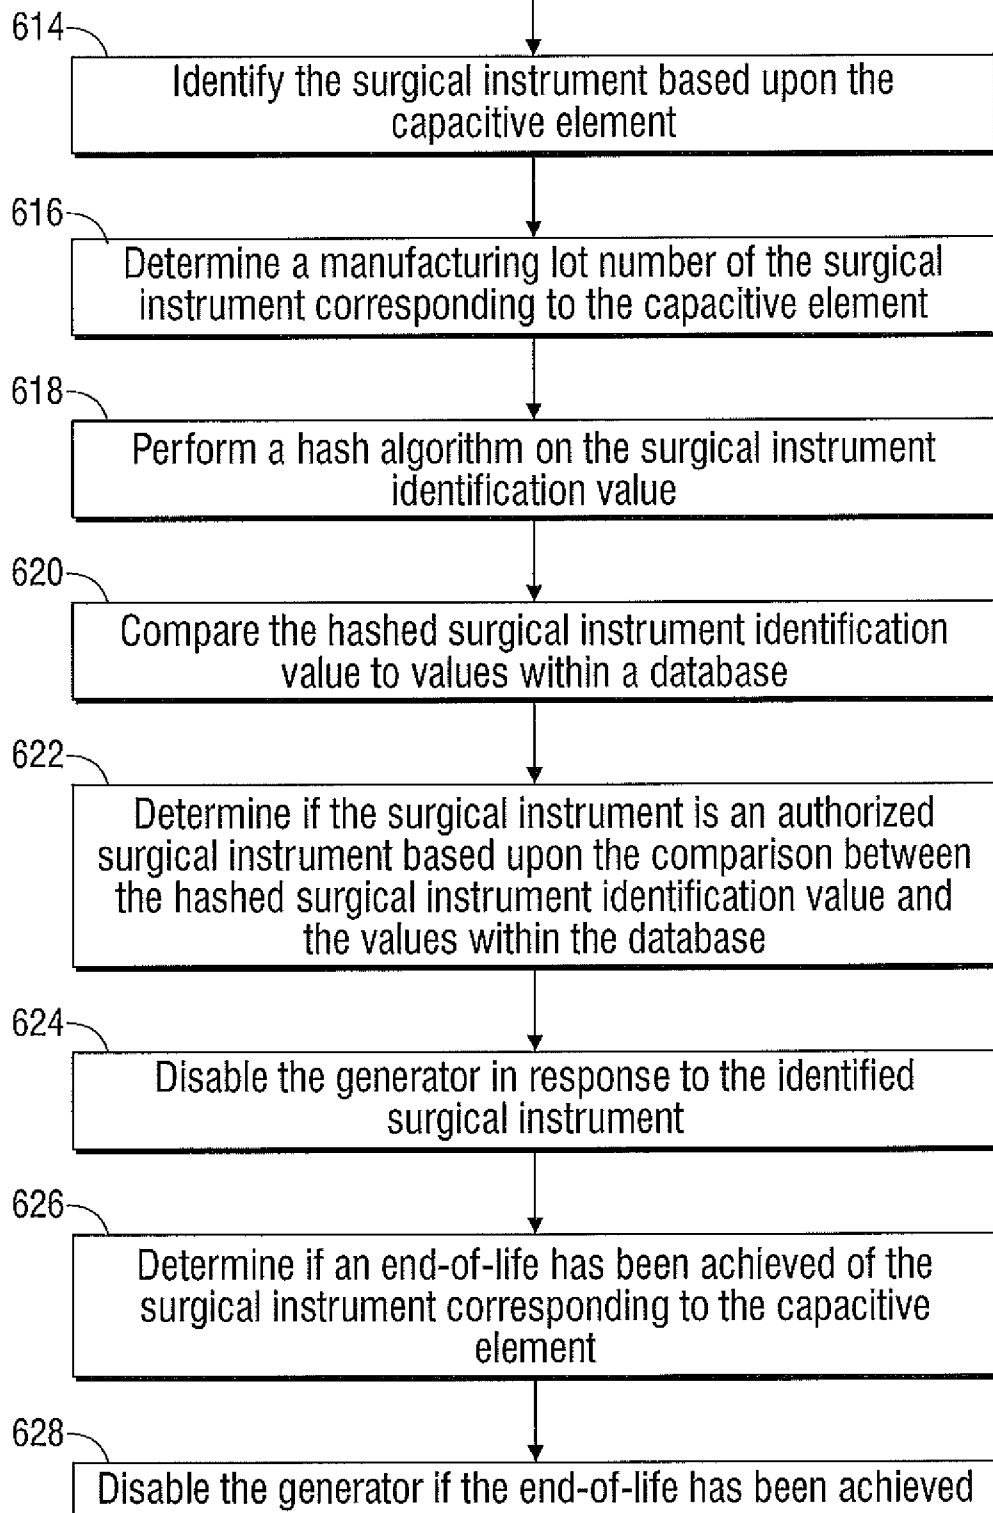 614
Identify the surgical instrument based upon the
capacitive element
616
Determine a manufacturing lot number of the surgical
instrument corresponding to the capacitive element
618
Perform a hash algorithm on the surgical instrument
identification value
620
Compare the hashed surgical instrument identification
value to values within a database
622
Determine if the surgical instrument is an authorized
surgical instrument based upon the comparison between
the hashed surgical instrument identification value and
the values within the database
624
Disable the generator in response to the identified
surgical instrument
626
Determine if an end-of-life has been achieved of the
surgical instrument corresponding to the capacitive
element
628
Disable the generator if the end-of-life has been achieved